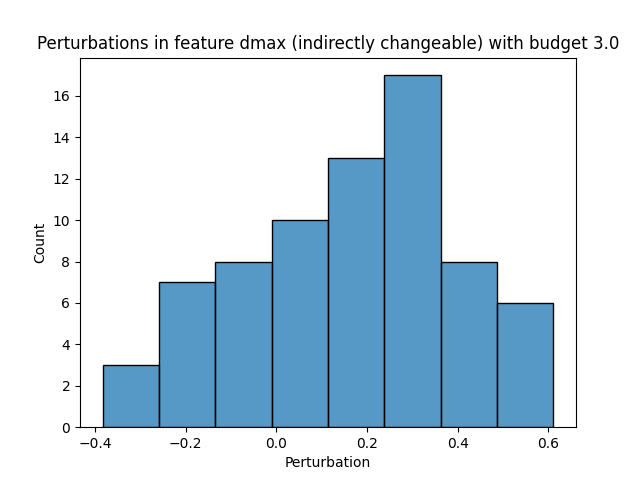 Perturbations in feature dmax (indirectly changeable) with budget 3.0
16
14
12
10
8
6
4
2
0
Count
−0.4 −0.2 0.0 0.2 0.4 0.6
Perturbation